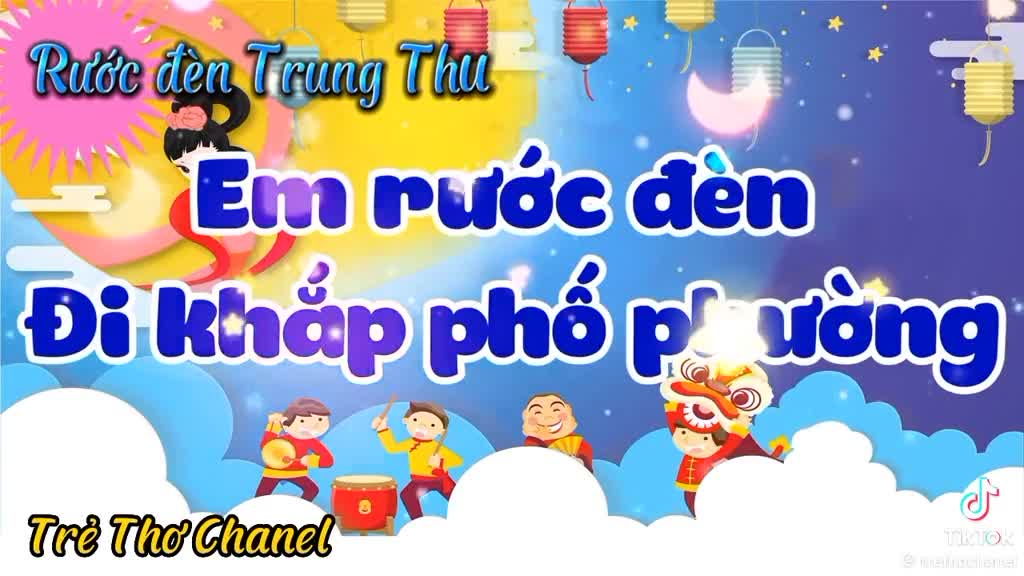 Rước đèn Trung Thu
Em rước đèn
Đi khắp phố phường
Trẻ Thơ Chanel
TikTok